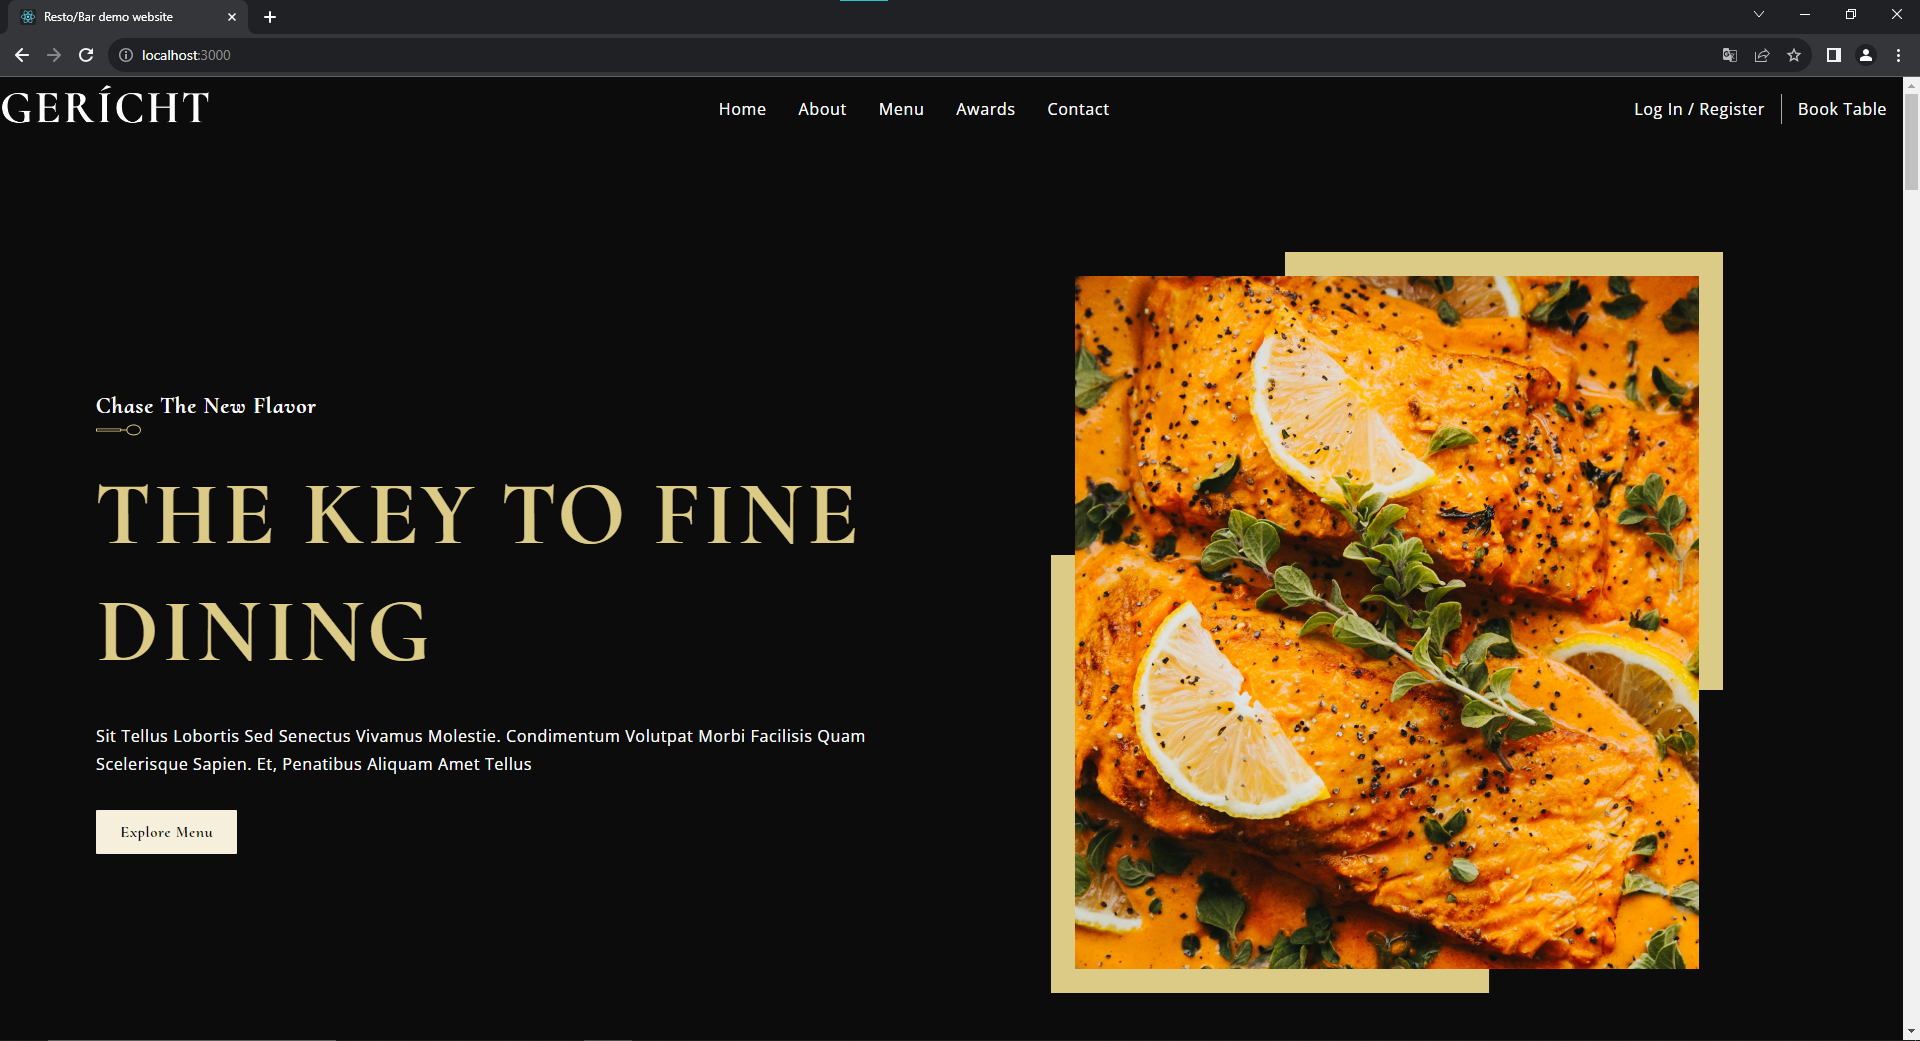 Resto/Bar demo website
localhost:3000
GERÍCHT
Home About Menu Awards Contact
Log In / Register Book Table
Chase The New Flavor
THE KEY TO FINE
DINING
Sit Tellus Lobortis Sed Senectus Vivamus Molestie. Condimentum Volutpat Morbi Facilisis Quam
Scelerisque Sapien. Et, Penatibus Aliquam Amet Tellus
Explore Menu